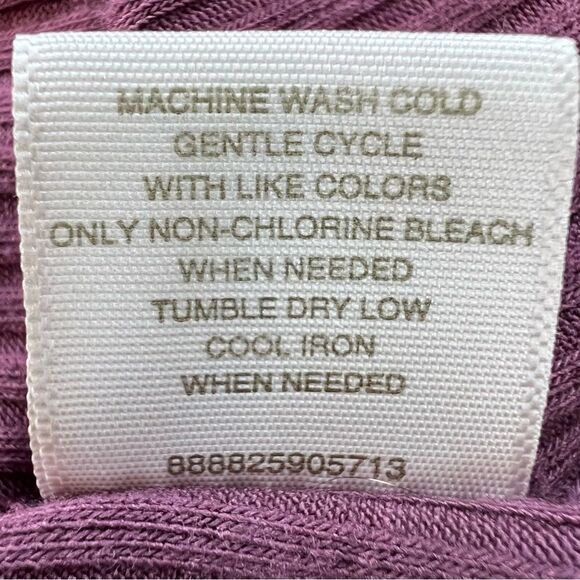 MACHINE WASH COLD
GENTLE CYCLE
WITH LIKE COLORS
ONLY NON-CHLORINE BLEACH
WHEN NEEDED
TUMBLE DRY LOW
COOL IRON
WHEN NEEDED
888825905713